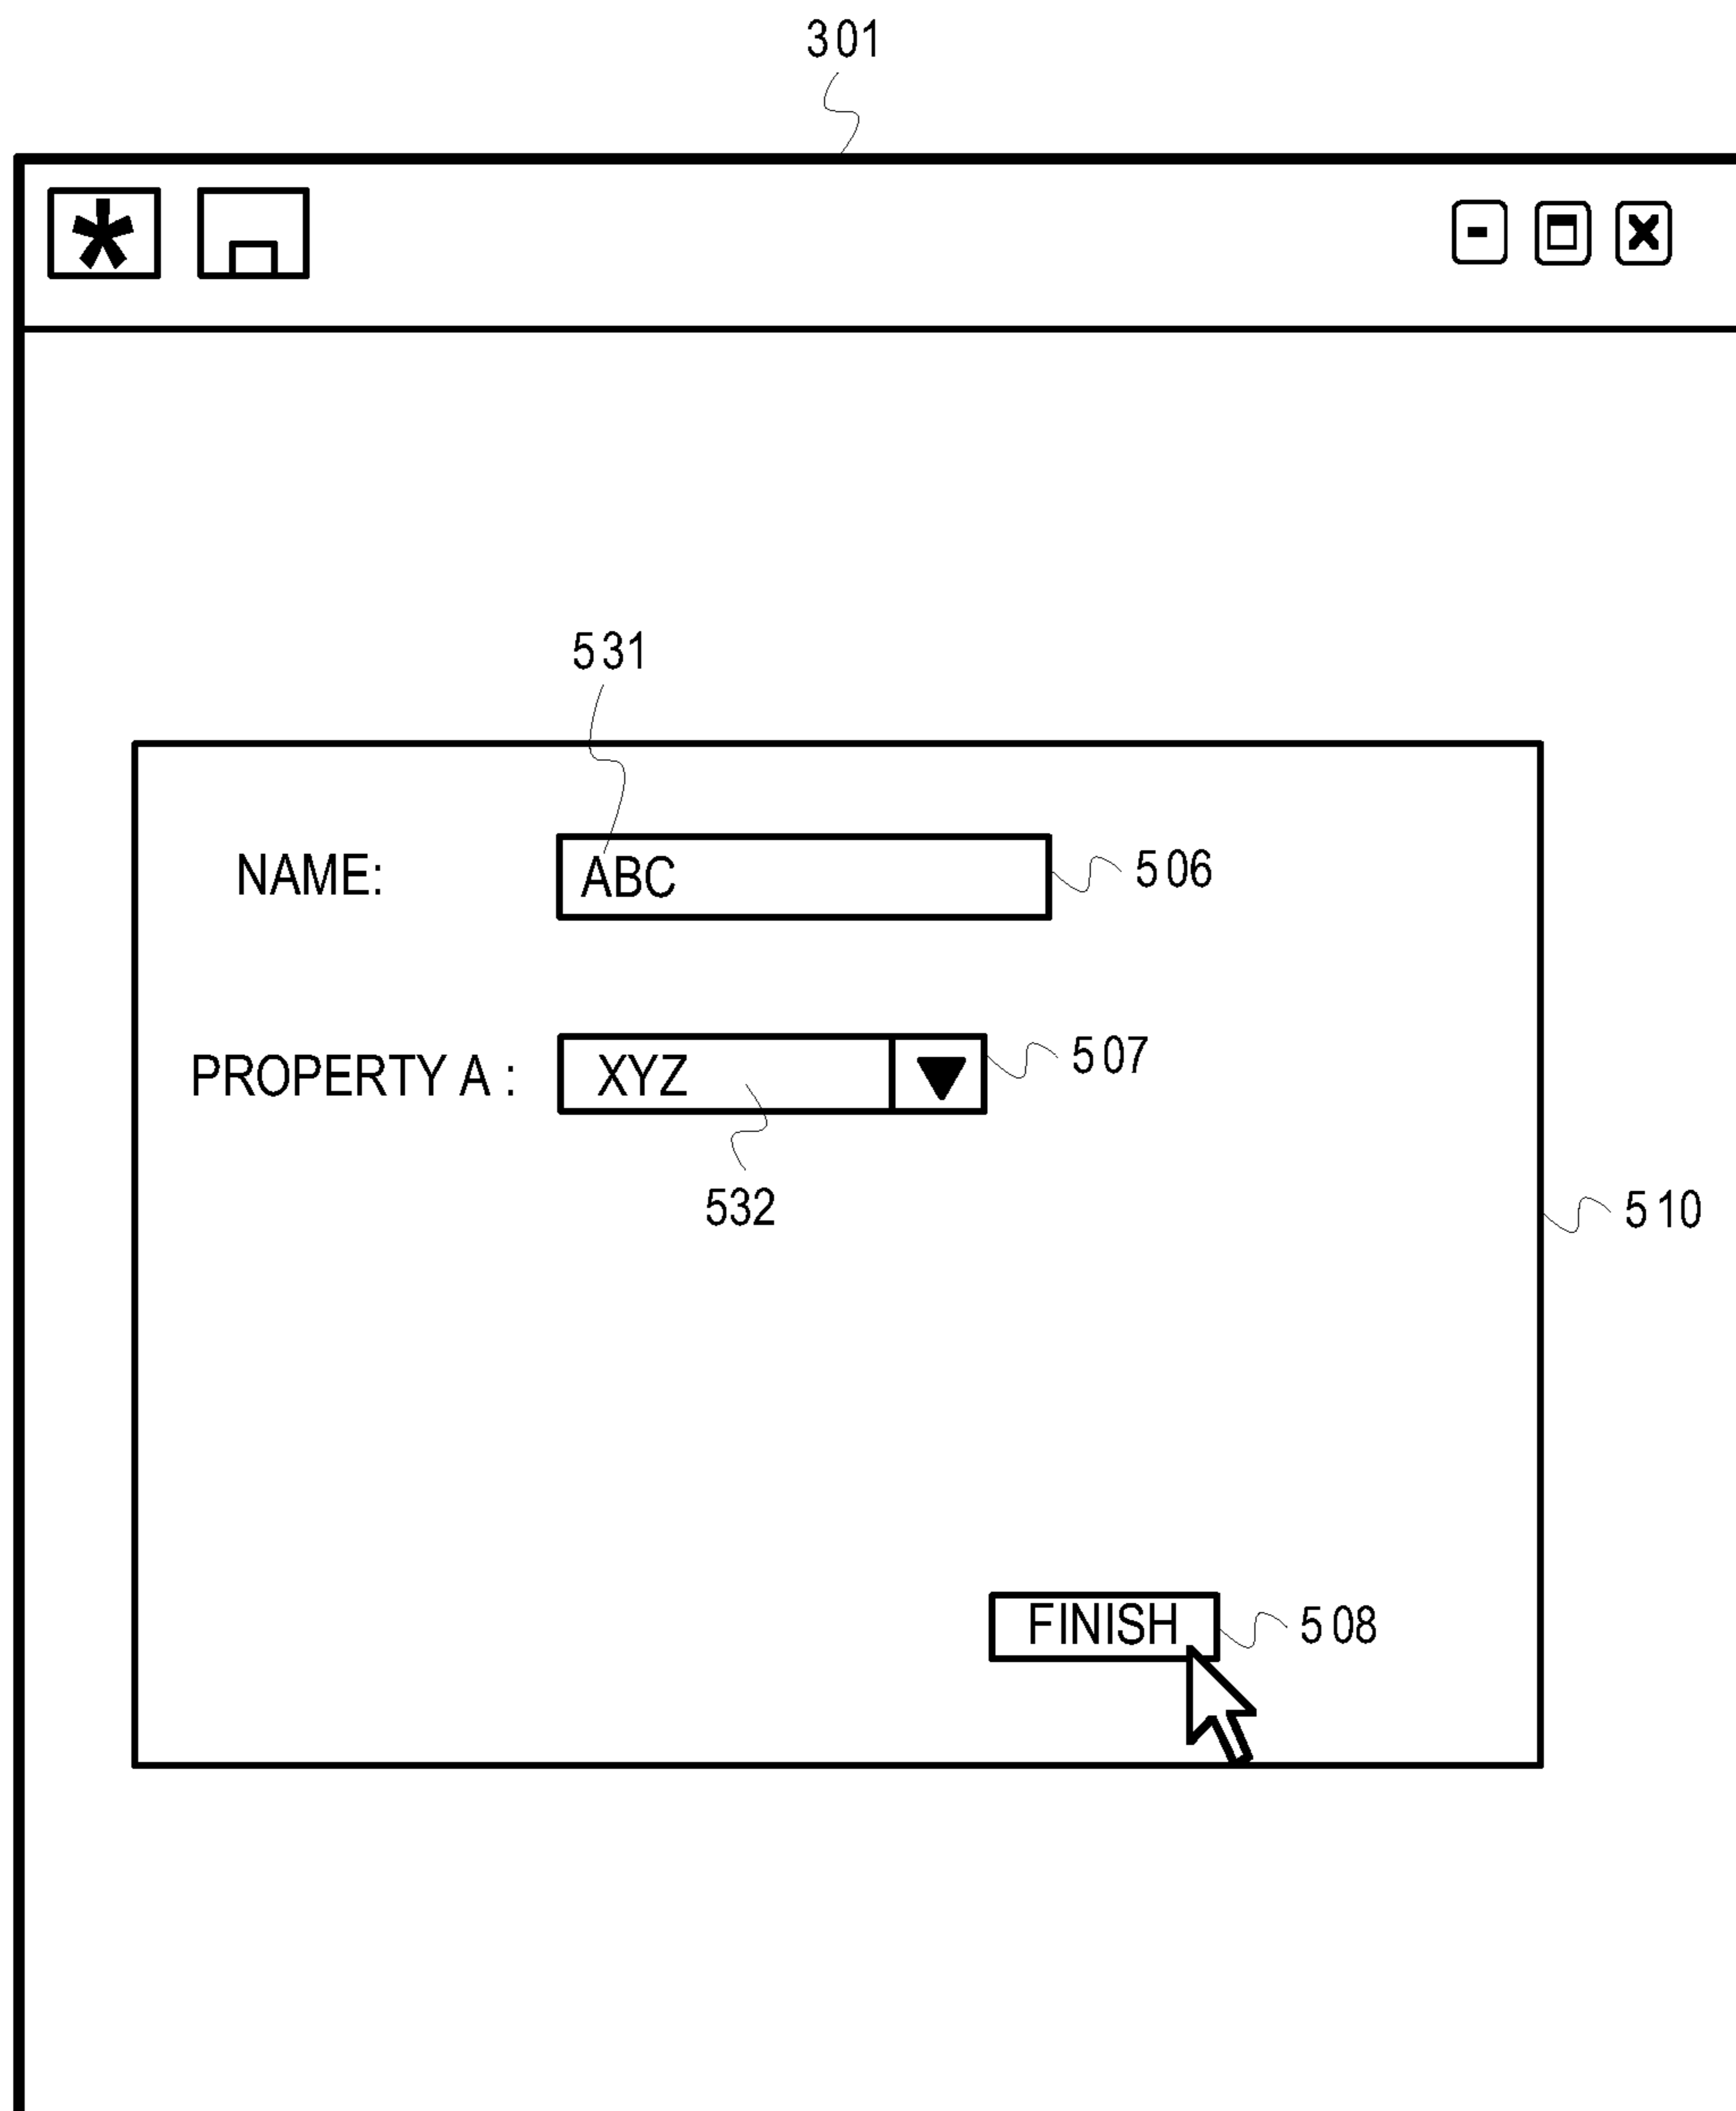 301
531
NAME: ABC 506
PROPERTY A : XYZ 507
532
510
FINISH 508